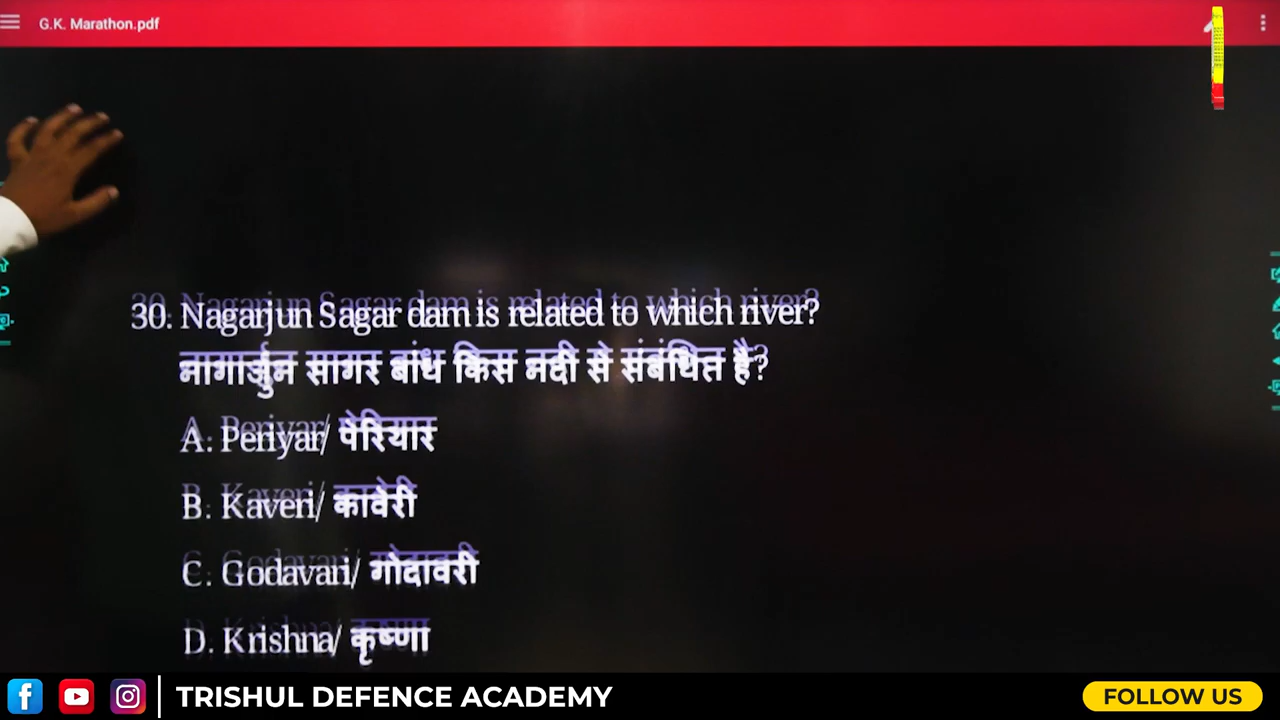 G.K. Marathon.pdf
30. Nagarjun Sagar dam is related to which river?
नागार्जुन सागर बांध किस नदी से संबंधित है?
A. Periyar/ पेरियार
B. Kaveri/ कावेरी
C. Godavari/ गोदावरी
D. Krishna/ कृष्णा
TRISHUL DEFENCE ACADEMY
FOLLOW US